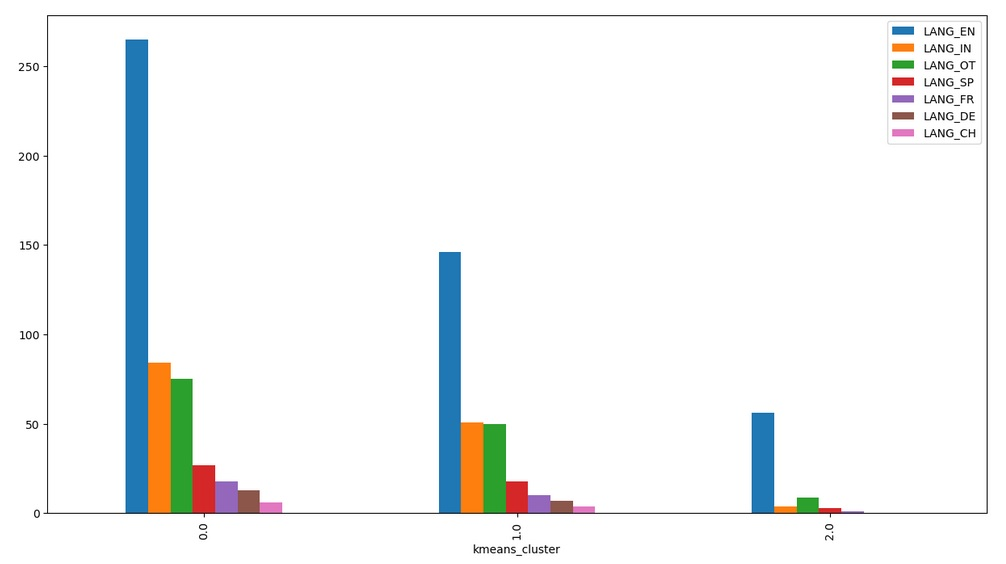 250
200
150
100
50
0
LANG_EN
LANG_IN
LANG_OT
LANG_SP
LANG_FR
LANG_DE
LANG_CH
0.0
1.0
2.0
kmeans_cluster